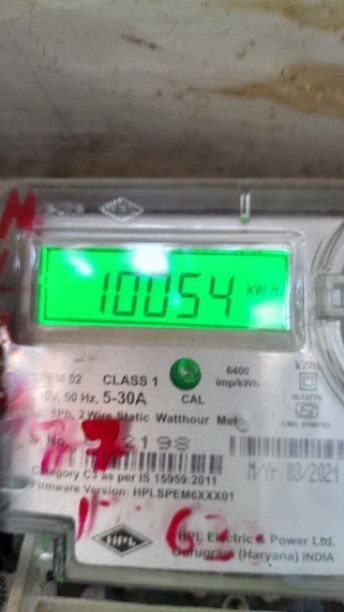 10054 kWh
PEM 02 CLASS 1
6400
imp/kWh
0V, 50 Hz, 5-30A
CAL
1Ph, 2 Wire Static Watthour Met
S No.
2198
M/Yr. 03/2021
Category C3 as per IS 15959:2011
Firmware Version: HPLSPEM6XXX01
HPL
HPL Electric & Power Ltd.
Gurugram (Haryana) INDIA